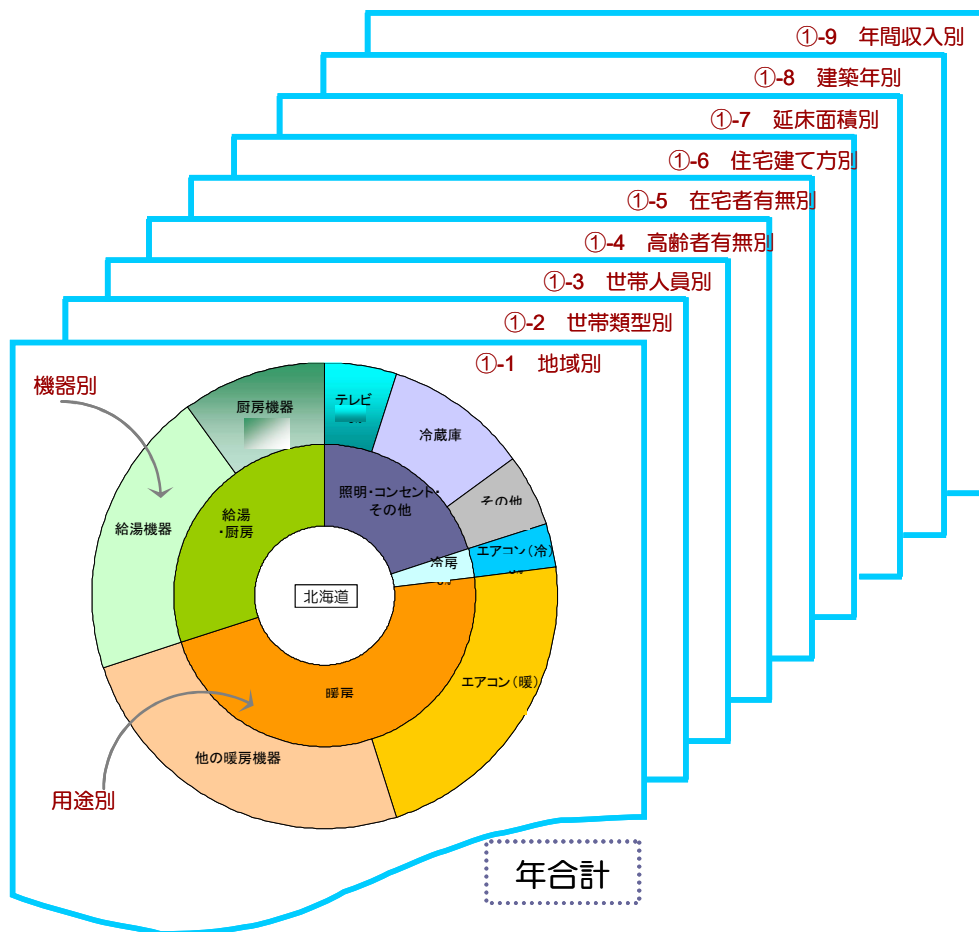 ①-9 年間収入別
①-8 建築年別
①-7 延床面積別
①-6 住宅建て方別
①-5 在宅者有無別
①-4 高齢者有無別
①-3 世帯人員別
①-2 世帯類型別
①-1 地域別
機器別
厨房機器
テレビ
冷蔵庫
照明・コンセント・
その他
その他
給湯機器
給湯
・厨房
冷房
エアコン（冷）
北海道
エアコン（暖）
暖房
他の暖房機器
用途別
年合計